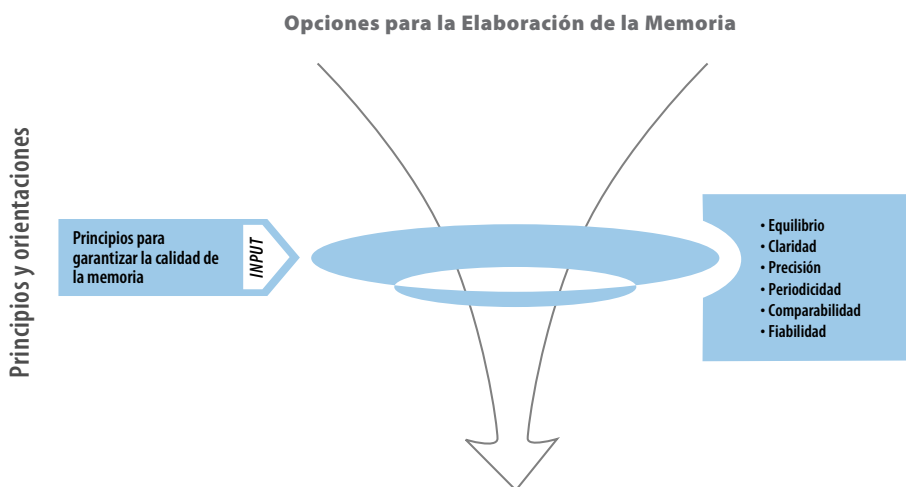 Opciones para la Elaboración de la Memoria
Principios y orientaciones
Principios para
garantizar la calidad de
la memoria
INPUT
• Equilibrio
• Claridad
• Precisión
• Periodicidad
• Comparabilidad
• Fiabilidad